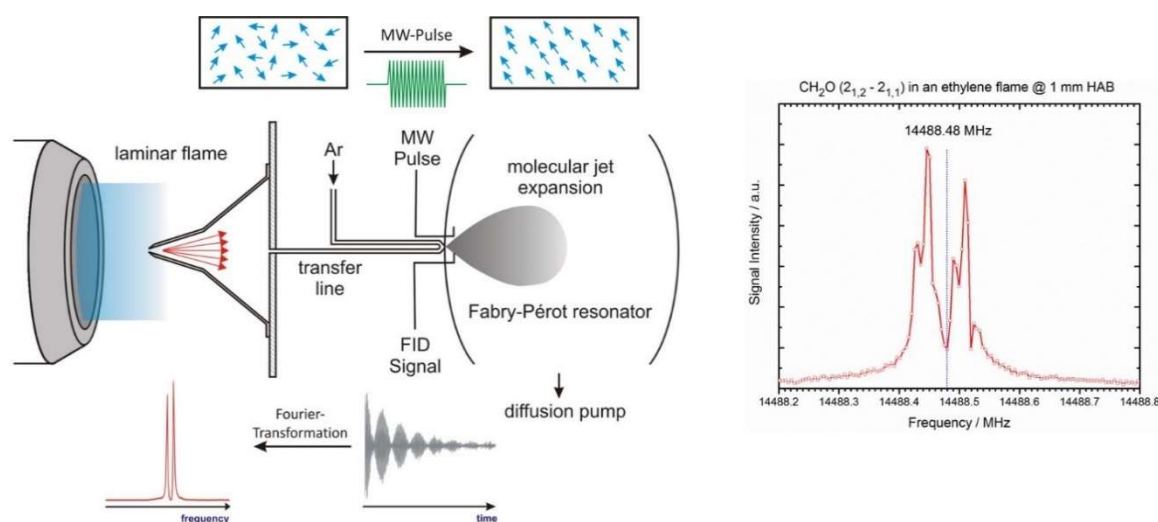 MW-Pulse
laminar flame
Ar
MW
Pulse
molecular jet
expansion
transfer
line
Fabry-Pérot resonator
FID
Signal
diffusion pump
Fourier-
Transformation
frequency
time
CH₂O (2₁,₂ - 2₁,₁) in an ethylene flame @ 1 mm HAB
14488.48 MHz
Signal Intensity / a.u.
14488.2 14488.3 14488.4 14488.5 14488.6 14488.7 14488.8
Frequency / MHz